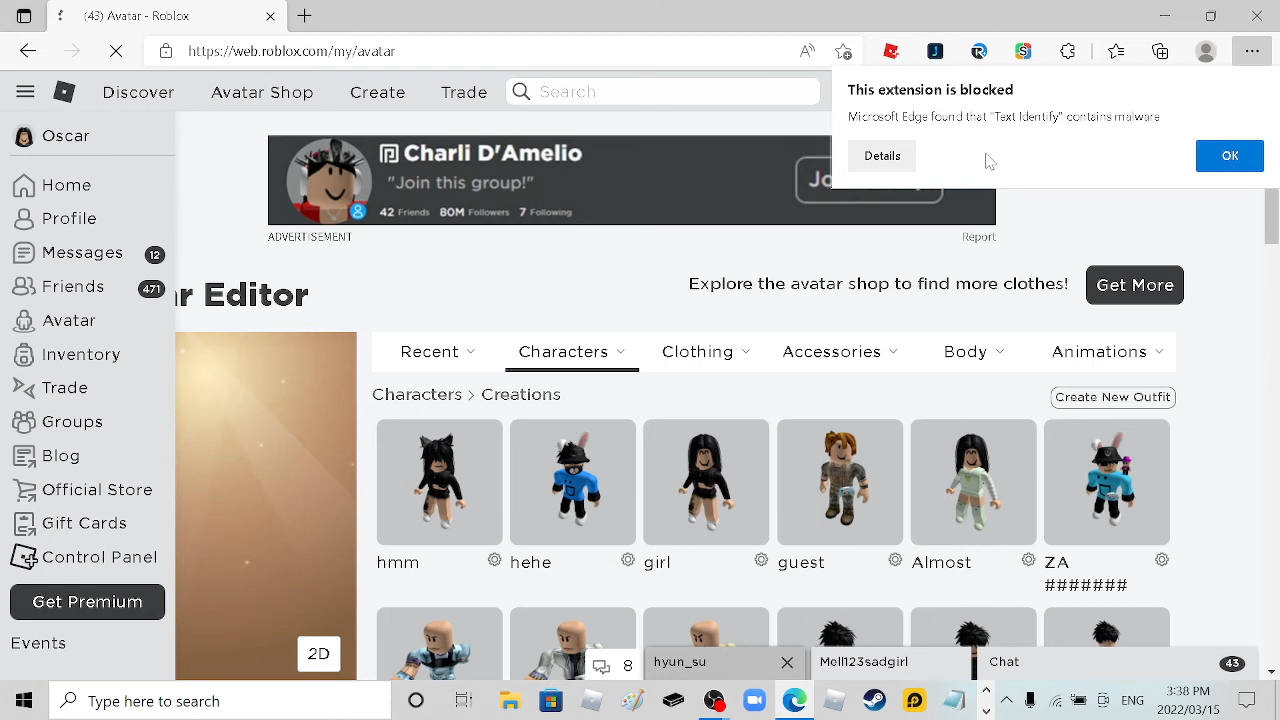 (43) Avatar - Roblox
https://web.roblox.com/my/avatar
Discover
Avatar Shop
Create
Trade
Search
This extension is blocked
Microsoft Edge found that "Text Identify" contains malware
Details
OK
Oscar
Home
Profile
Messages
12
Friends
471
Avatar
Inventory
Trade
Groups
Blog
Official Store
Gift Cards
Control Panel
Get Premium
Events
Charli D'Amelio
"Join this group!"
42 Friends 80M Followers 7 Following
ADVERTISEMENT
Report
Editor
Explore the avatar shop to find more clothes!
Get More
Recent
Characters
Clothing
Accessories
Body
Animations
Characters > Creations
Create New Outfit
hmm
hehe
girl
guest
Almost
ZA
#######
2D
8
hyun_su
Mell123sadgirl
Chat
43
Type here to search
ENG
3:38 PM
2022/03/15